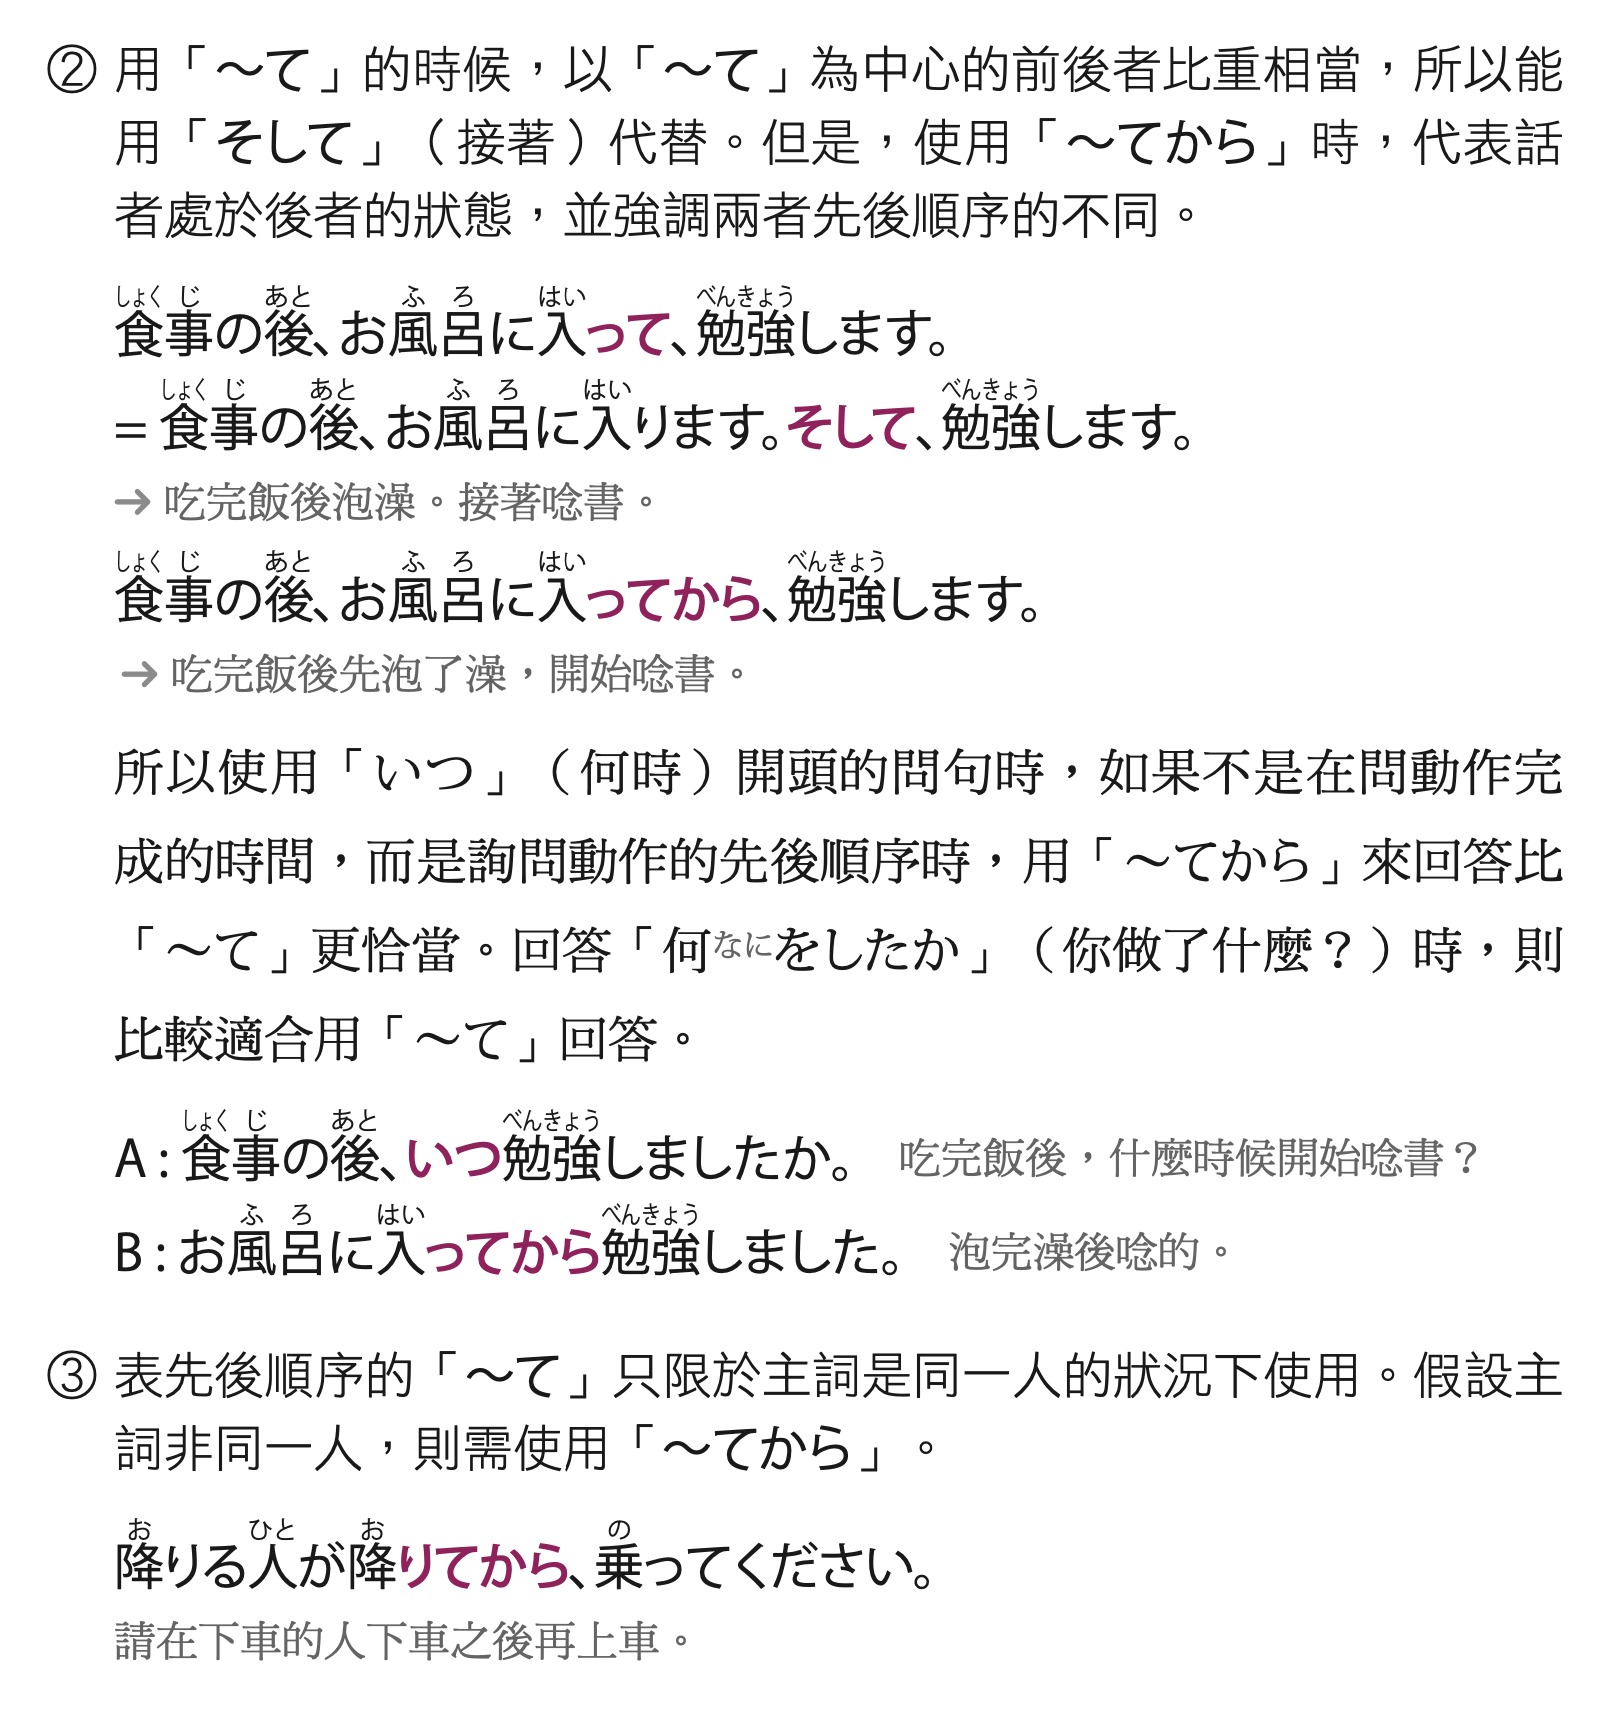 ② 用「～て」的時候，以「～て」為中心的前後者比重相當，所以能
用「そして」（接著）代替。但是，使用「～てから」時，代表話
者處於後者的狀態，並強調兩者先後順序的不同。
しょく じ あと ふ ろ はい べんきょう
食事の後、お風呂に入って、勉強します。
しょく じ あと ふ ろ はい べんきょう
= 食事の後、お風呂に入ります。そして、勉強します。
➔ 吃完飯後泡澡。接著唸書。
しょく じ あと ふ ろ はい べんきょう
食事の後、お風呂に入ってから、勉強します。
➔ 吃完飯後先泡了澡，開始唸書。
所以使用「いつ」（何時）開頭的問句時，如果不是在問動作完
成的時間，而是詢問動作的先後順序時，用「～てから」來回答比
「～て」更恰當。回答「何なにをしたか」（你做了什麼？）時，則
比較適合用「～て」回答。
しょく じ あと べんきょう
A : 食事の後、いつ勉強しましたか。 吃完飯後，什麼時候開始唸書？
ふ ろ はい べんきょう
B : お風呂に入ってから勉強しました。 泡完澡後唸的。
③ 表先後順序的「～て」只限於主詞是同一人的狀況下使用。假設主
詞非同一人，則需使用「～てから」。
お ひと お の
降りる人が降りてから、乗ってください。
請在下車的人下車之後再上車。